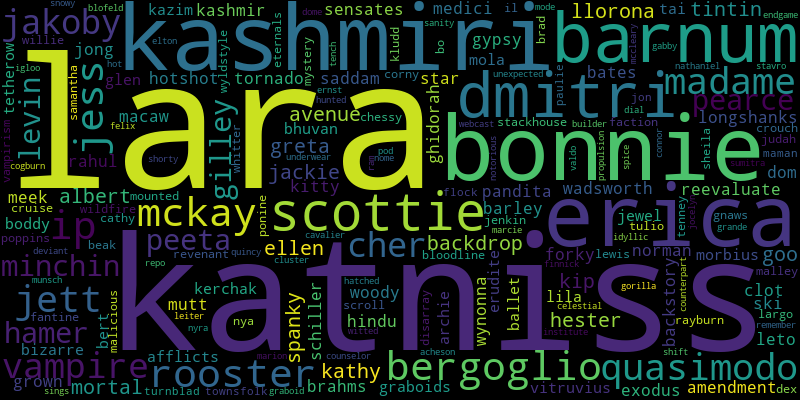 snowy blofeld
jakoby kazim kashmir kashmiri medici il brad llorona tai tintin endgame
willie elton sensates bo mode sanity gypsy mccleary gabby nathaniel stavro
tetherow jong dome mystery tench kludd mola barnum
igloo hot hotshot tornado eternals corny paulie unexpected
levin jess samantha glen wyldstyle saddam star bates jon madame
cogburn felix macaw avenue chessy ghidorah dmitri dial pearce
vampirism rahul gilley whitter bhuvan pod hunted ernst stackhouse builder faction longshanks
lara greta underwear webcast propulsion spice connor sheila crouch
shorty jackie gnome ram notorious valdo bonnie sumitra judah
meek albert mounted kitty flock pandita wadsworth maman dom
cruise wildfire mckay ponine scottie barley reevaluate
boddy cathy jenkin jewel tenney jocelyn gnaws
poppins beak ip peeta ellen cher marcie backdrop tulio erica grande
minchin deviant revenant cavalier bloodline erudite idyllic norman morbius goo
repo quincy cluster forky lewis malley
munsch kerchak woody hatched wynonna ballet gorilla finnick kip backstory counterpart clot
jett mutt spanky scroll archie lila celestial ski
fantine leiter katniss schiller disarray hester largo
hamer bert malicious nyra nya hindu witted institute rayburn remember
bizarre afflicts marion acheson shift leto
vampire rooster kathy counselor bergoglio quasimodo
grown mortal turnblad townsfolk brahms graboids vitruvius exodus amendment dex
sings graboid